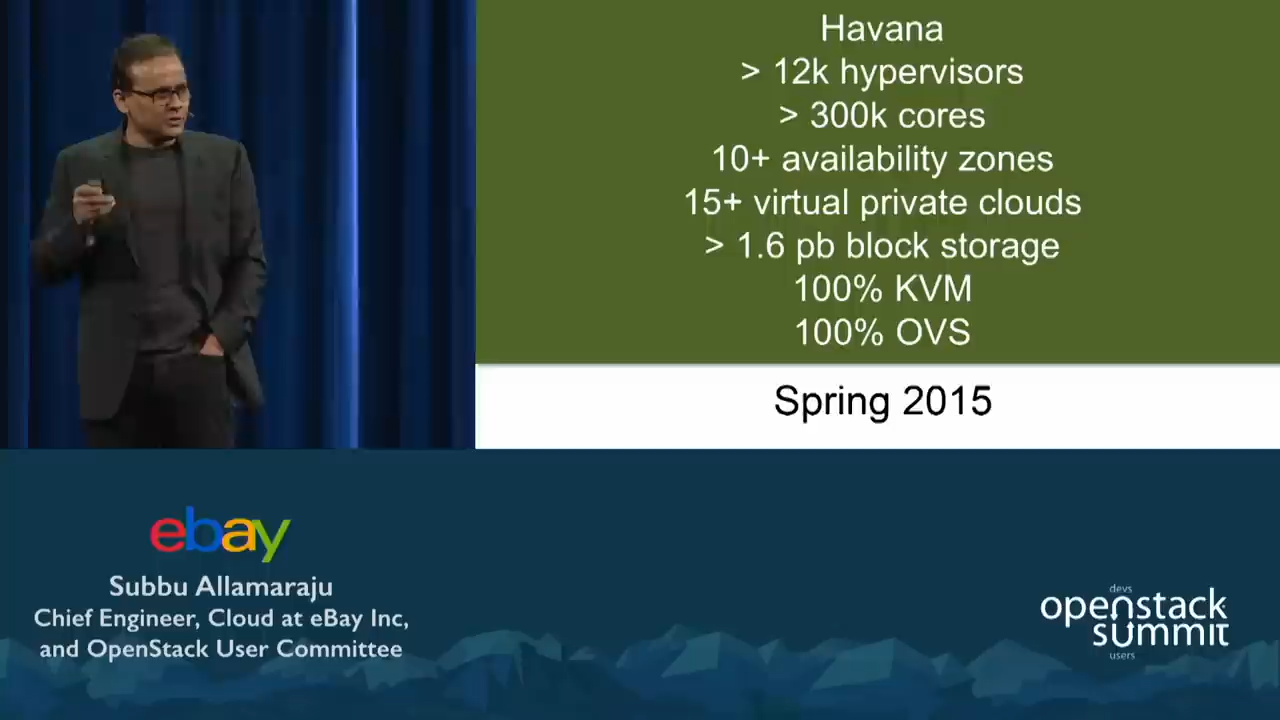 Havana
> 12k hypervisors
> 300k cores
10+ availability zones
15+ virtual private clouds
> 1.6 pb block storage
100% KVM
100% OVS
Spring 2015
ebay
Subbu Allamaraju
Chief Engineer, Cloud at eBay Inc,
and OpenStack User Committee
devs
openstack
summit
users